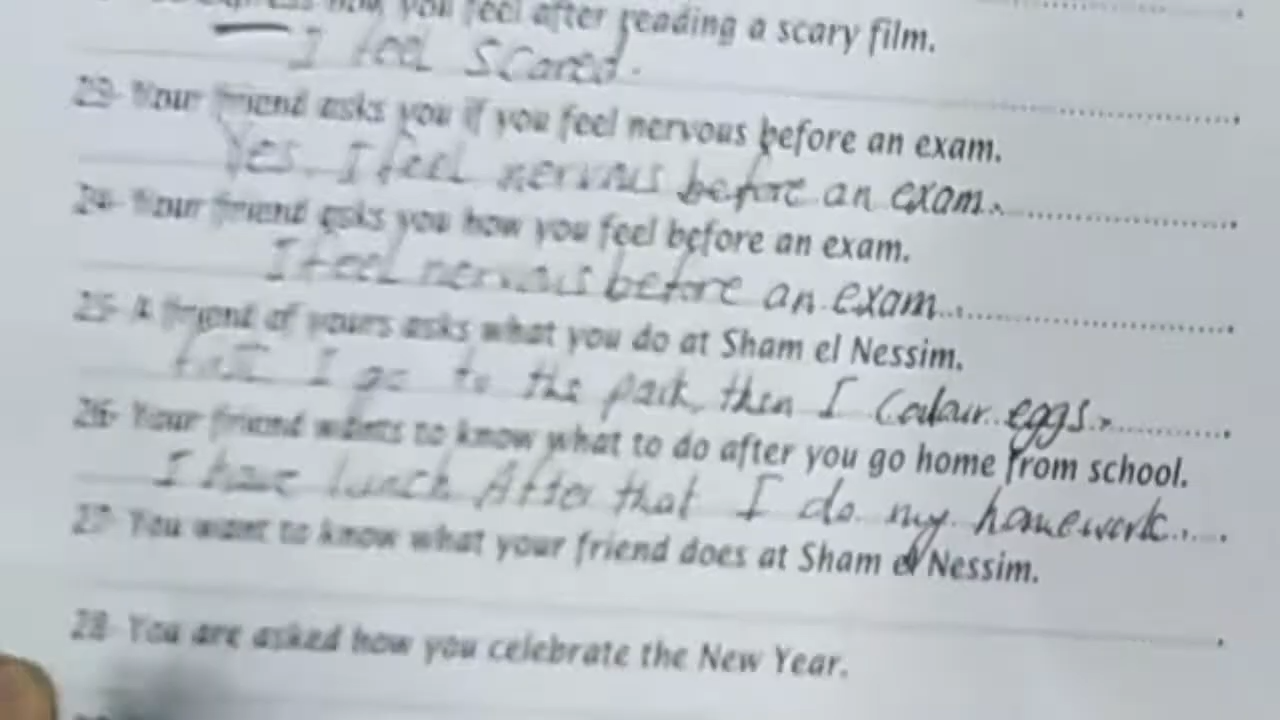 how you feel after reading a scary film.
I feel Scared.
23- Your friend asks you if you feel nervous before an exam.
Yes, I feel nervous before an exam.
24- Your friend asks you how you feel before an exam.
I feel nervous before an exam.
25- A friend of yours asks what you do at Sham el Nessim.
I go to the park, then I Colour eggs.
26- Your friend wants to know what to do after you go home from school.
I have lunch After that I do my homework.
27- You want to know what your friend does at Sham el Nessim.
28- You are asked how you celebrate the New Year.